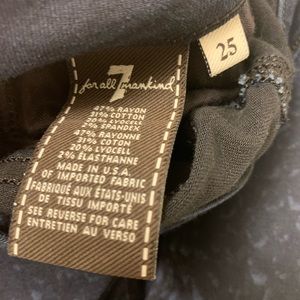 7
for all mankind
47% RAYON
31% COTTON
20% LYOCELL
2% SPANDEX
47% RAYONNE
31% COTON
20% LYOCELL
2% ELASTHANNE
MADE IN U.S.A.
OF IMPORTED FABRIC
FABRIQUÉ AUX ÉTATS-UNIS
DE TISSU IMPORTÉ
SEE REVERSE FOR CARE
ENTRETIEN AU VERSO
25